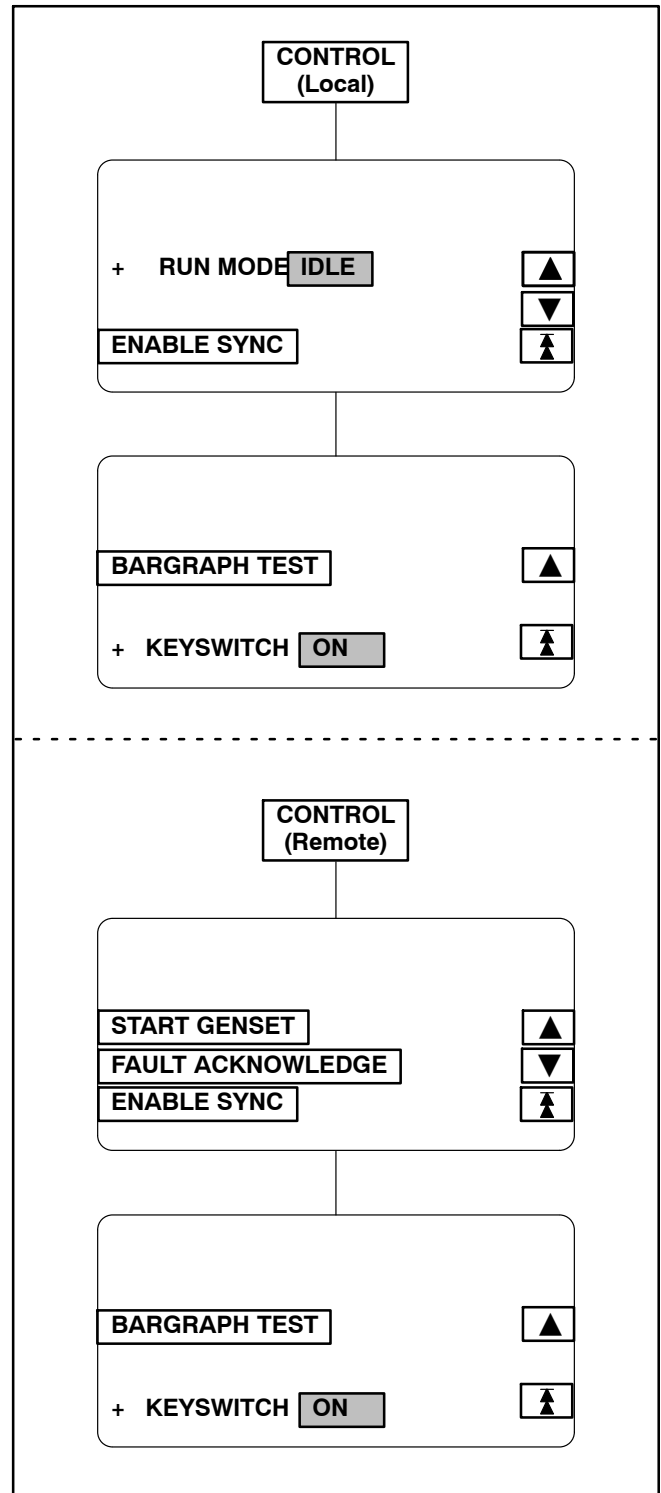 CONTROL
(Local)
+ RUN MODE IDLE
ENABLE SYNC
BARGRAPH TEST
+ KEYSWITCH ON
CONTROL
(Remote)
START GENSET
FAULT ACKNOWLEDGE
ENABLE SYNC
BARGRAPH TEST
+ KEYSWITCH ON